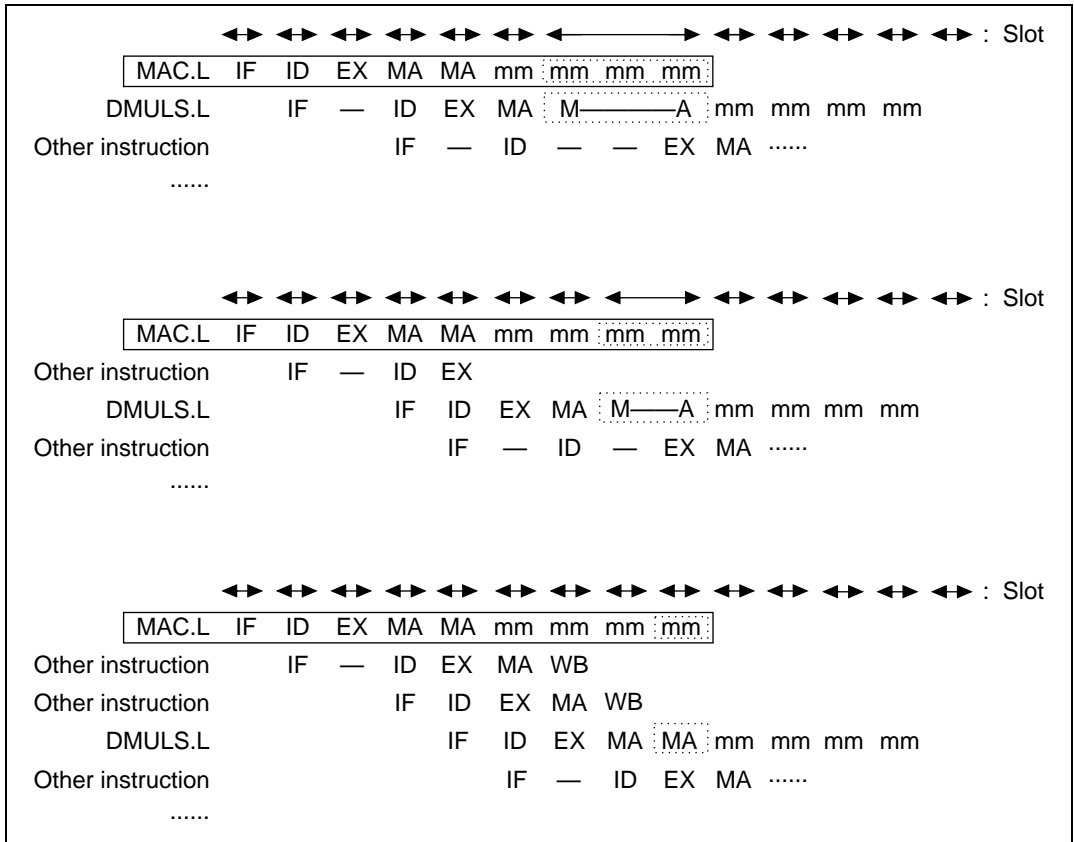 : Slot
MAC.L IF ID EX MA MA mm mm mm mm
DMULS.L IF — ID EX MA M————A mm mm mm mm
Other instruction IF — ID — — EX MA ······
······
: Slot
MAC.L IF ID EX MA MA mm mm mm mm
Other instruction IF — ID EX
DMULS.L IF ID EX MA M——A mm mm mm mm
Other instruction IF — ID — EX MA ······
······
: Slot
MAC.L IF ID EX MA MA mm mm mm mm
Other instruction IF — ID EX MA WB
Other instruction IF ID EX MA WB
DMULS.L IF ID EX MA MA mm mm mm mm
Other instruction IF — ID EX MA ······
······